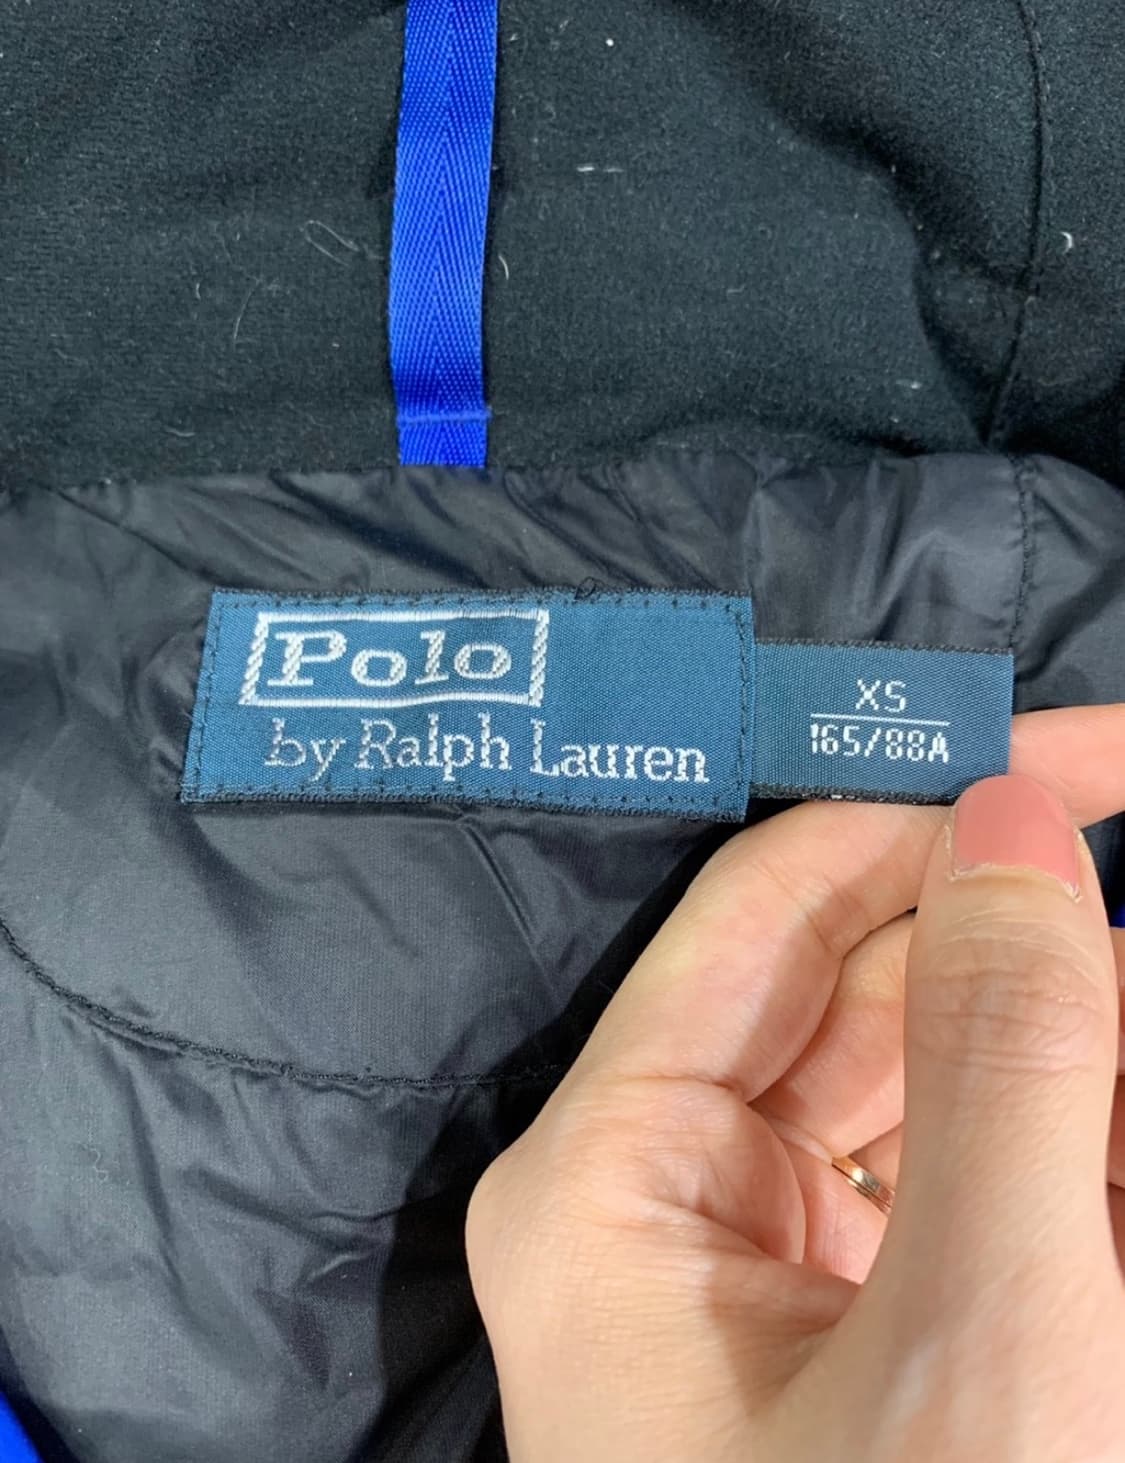 Polo
by Ralph Lauren
XS
165/88A